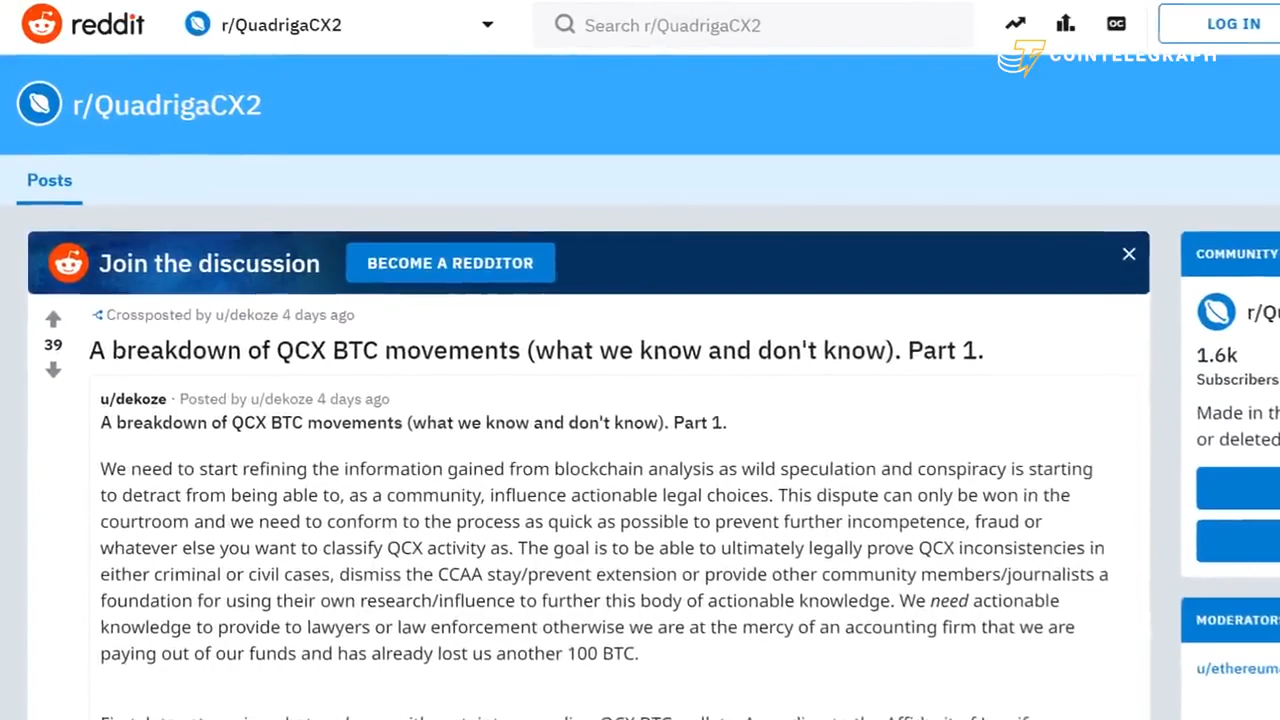 reddit
r/QuadrigaCX2
Search r/QuadrigaCX2
OC
LOG IN
COINTELEGRAPH
r/QuadrigaCX2
Posts
Join the discussion
BECOME A REDDITOR
COMMUNITY
Crossposted by u/dekoze 4 days ago
39
A breakdown of QCX BTC movements (what we know and don't know). Part 1.
u/dekoze · Posted by u/dekoze 4 days ago
A breakdown of QCX BTC movements (what we know and don't know). Part 1.
We need to start refining the information gained from blockchain analysis as wild speculation and conspiracy is starting
to detract from being able to, as a community, influence actionable legal choices. This dispute can only be won in the
courtroom and we need to conform to the process as quick as possible to prevent further incompetence, fraud or
whatever else you want to classify QCX activity as. The goal is to be able to ultimately legally prove QCX inconsistencies in
either criminal or civil cases, dismiss the CCAA stay/prevent extension or provide other community members/journalists a
foundation for using their own research/influence to further this body of actionable knowledge. We need actionable
knowledge to provide to lawyers or law enforcement otherwise we are at the mercy of an accounting firm that we are
paying out of our funds and has already lost us another 100 BTC.
r/Qu
1.6k
Subscribers
Made in th
or deleted
MODERATORS
u/ethereum